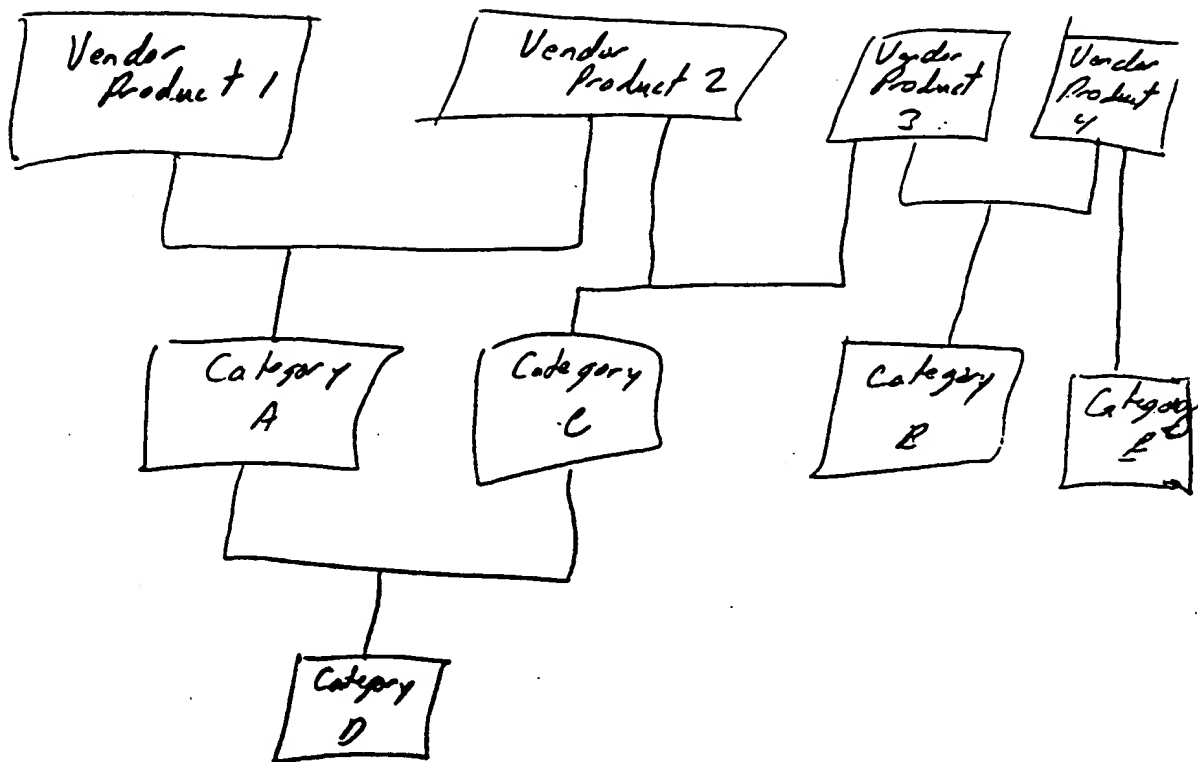 Vendor
Product 1
Vendor
Product 2
Vendor
Product
3
Vendor
Product
4
Category
A
Category
C
Category
Category
Category
D